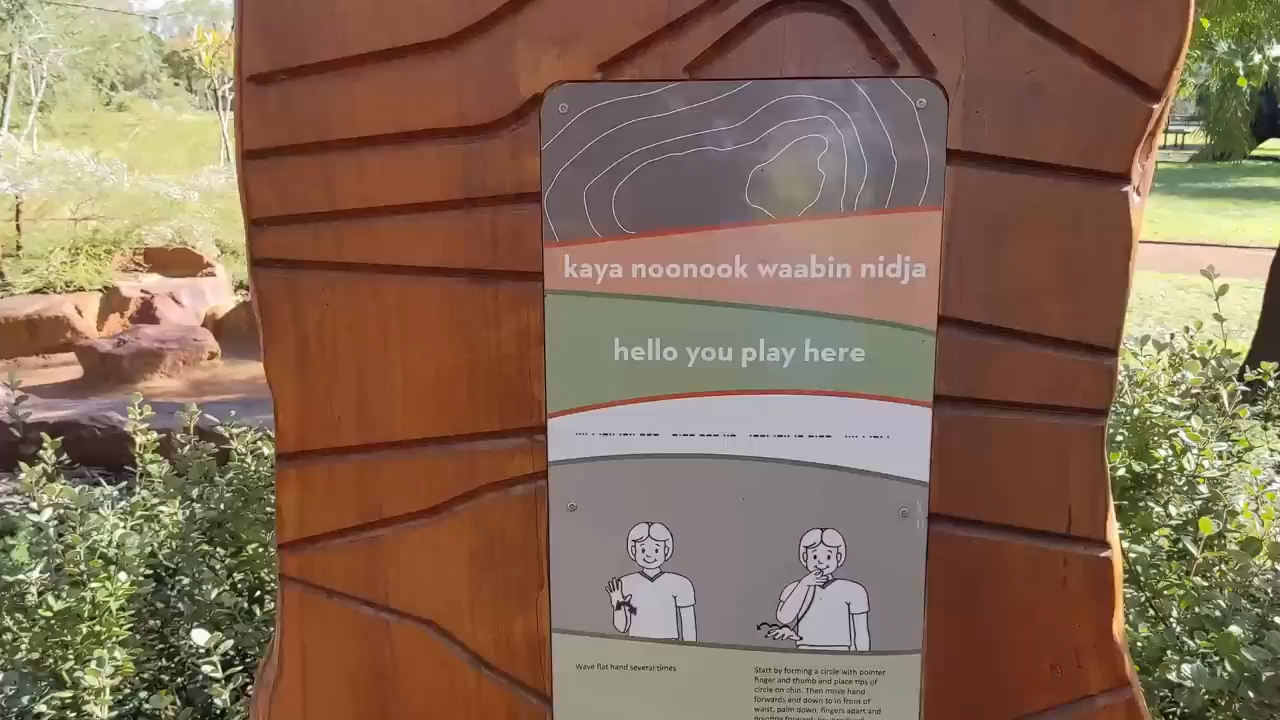 kaya noonook waabin nidja
hello you play here
Wave flat hand several times
Start by forming a circle with pointer
finger and thumb and place tips of
circle on chin. Then move hand
forwards and down to in front of
waist, palm down, fingers apart and
pointing forward